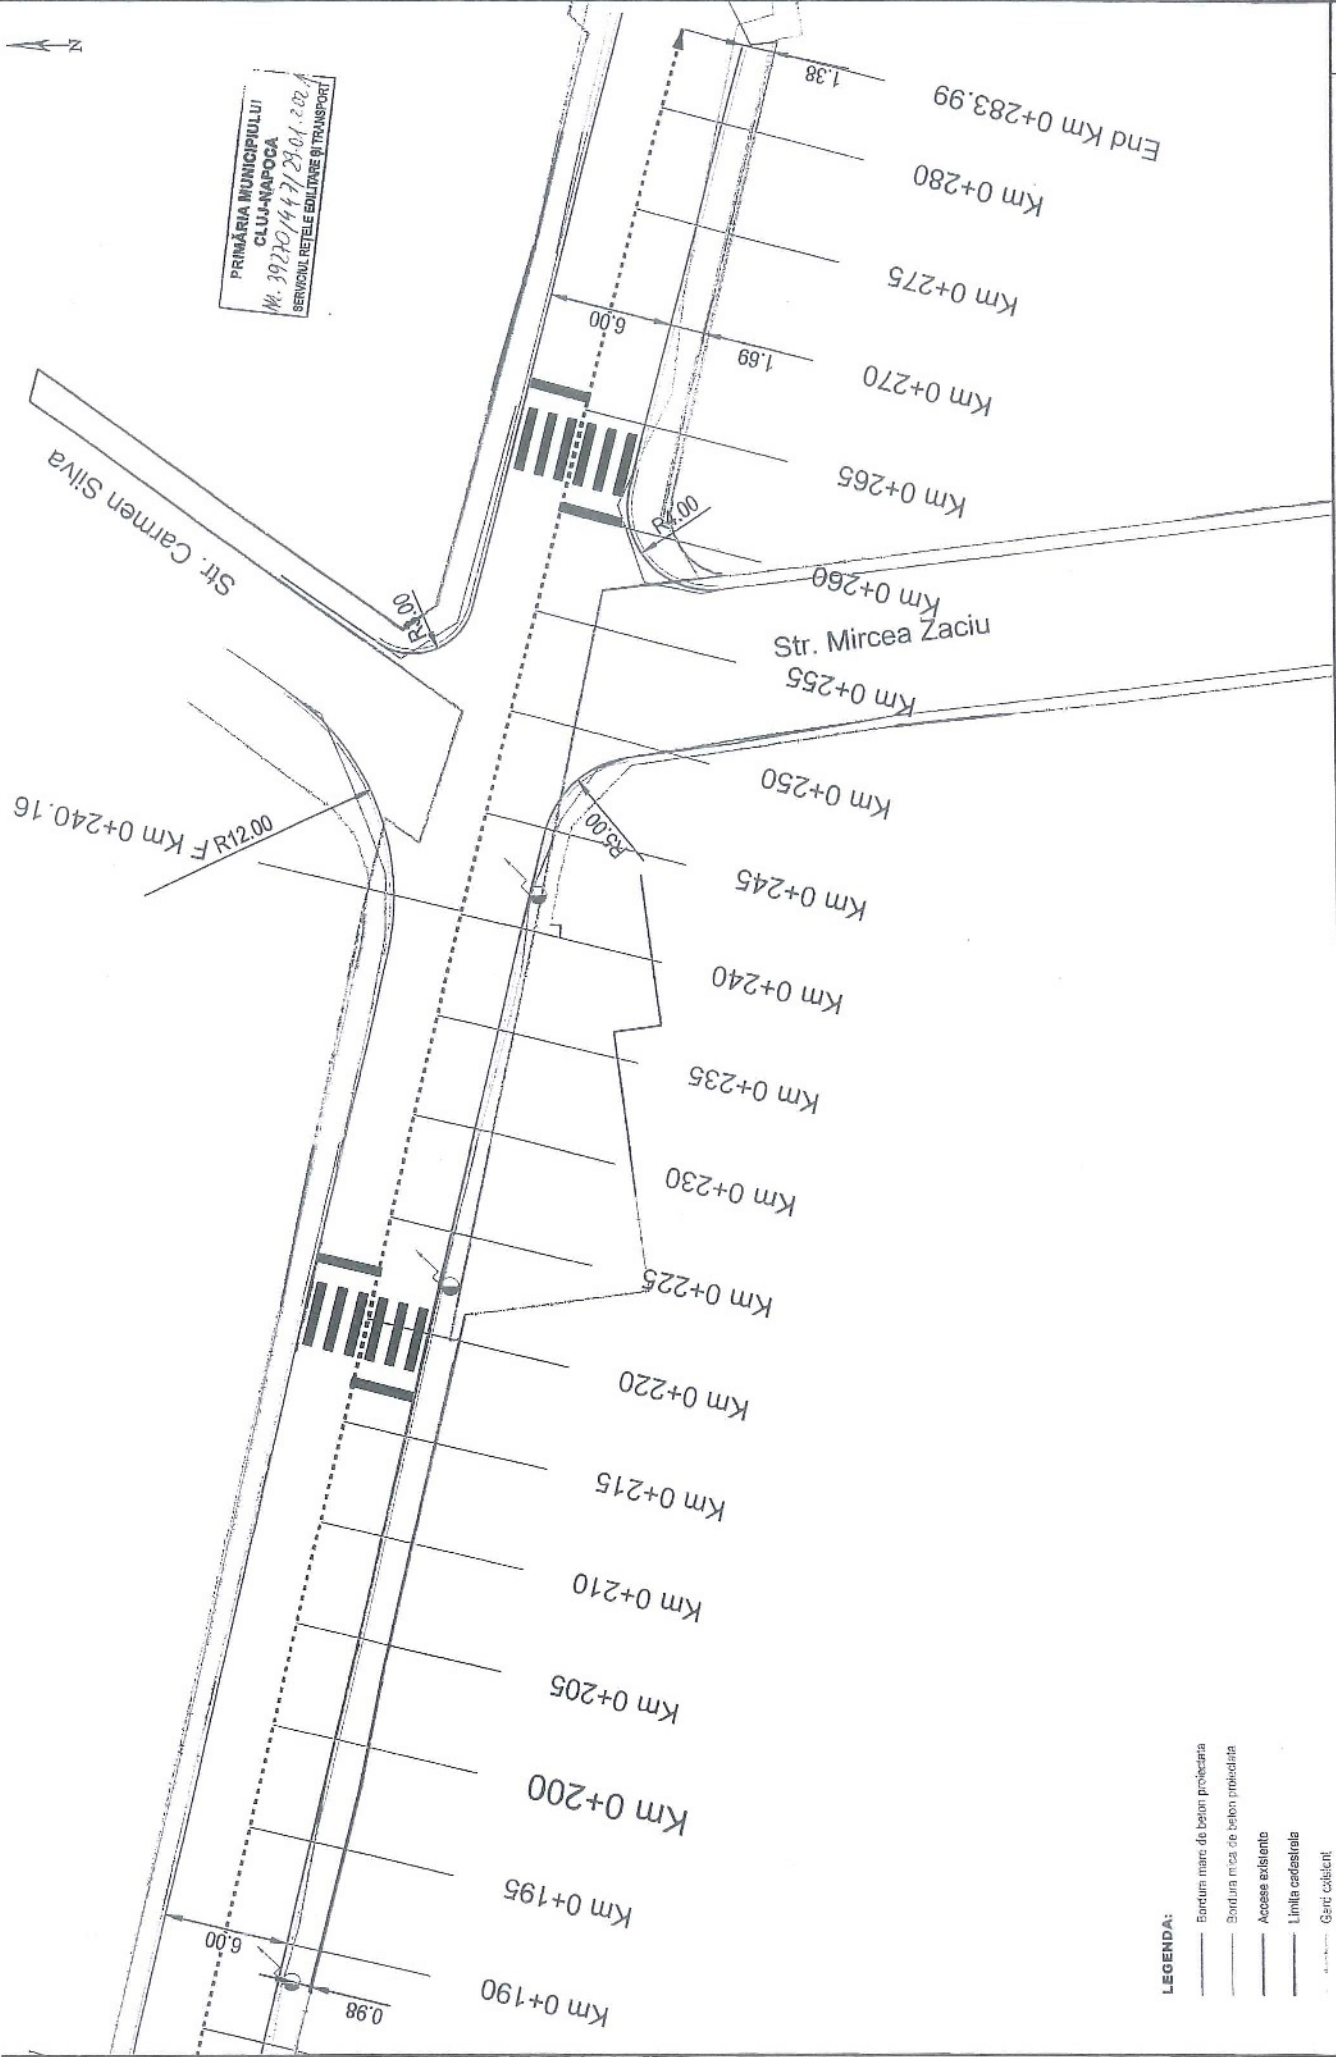 N
PRIMĂRIA MUNICIPIULUI
CLUJ-NAPOCA
SERVICIUL REȚELE EDILITARE ȘI TRANSPORT
1.38
End Km 0+283.99
Km 0+280
Km 0+275
6.00
1.69
Km 0+270
Km 0+265
R4.00
Str. Carmen Silva
Km 0+260
Str. Mircea Zaciu
Km 0+255
Km 0+250
F Km 0+240.16
R12.00
R5.00
Km 0+245
Km 0+240
Km 0+235
Km 0+230
Km 0+225
Km 0+220
Km 0+215
Km 0+210
Km 0+205
Km 0+200
Km 0+195
6.00
Km 0+190
0.98
LEGENDA:
Bordura mare de beton proiectata
Bordura mica de beton proiectata
Accese existente
Limita cadastrala
Gard existent